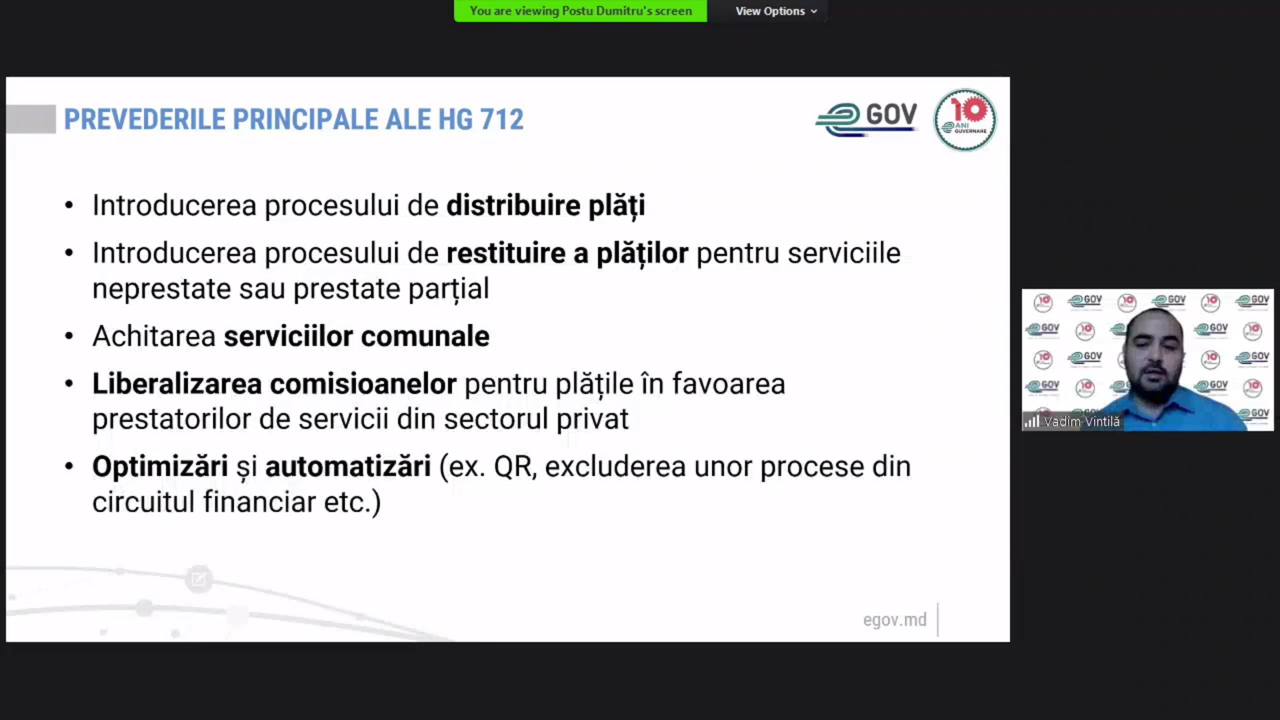 You are viewing Postu Dumitru's screen
View Options
PREVEDERILE PRINCIPALE ALE HG 712
GOV
10
ANI
GUVERNARE
• Introducerea procesului de distribuire plăți
• Introducerea procesului de restituire a plăților pentru serviciile
neprestate sau prestate parțial
• Achitarea serviciilor comunale
• Liberalizarea comisioanelor pentru plățile în favoarea
prestatorilor de servicii din sectorul privat
• Optimizări și automatizări (ex. QR, excluderea unor procese din
circuitul financiar etc.)
egov.md
Vadim Vintilă